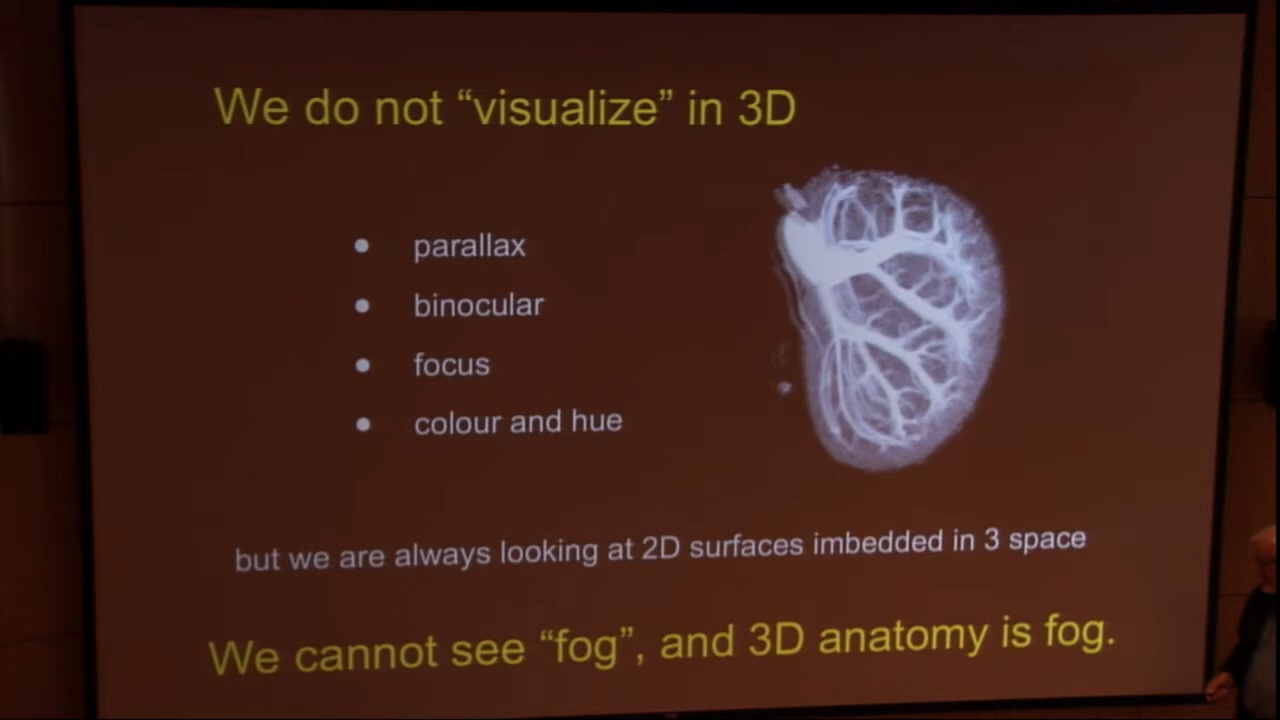 We do not “visualize” in 3D
● parallax
● binocular
● focus
● colour and hue
but we are always looking at 2D surfaces imbedded in 3 space
We cannot see “fog”, and 3D anatomy is fog.